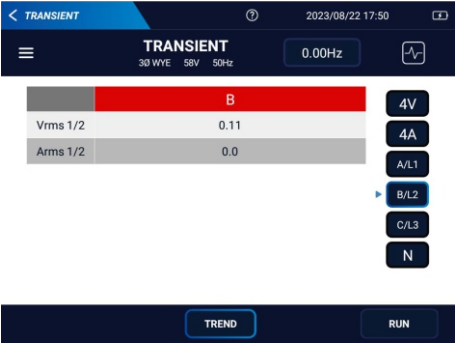 TRANSIENT 2023/08/22 17:50
TRANSIENT
3Ø WYE 58V 50Hz
0.00Hz
B
Vrms 1/2 0.11
Arms 1/2 0.0
4V
4A
A/L1
B/L2
C/L3
N
TREND
RUN